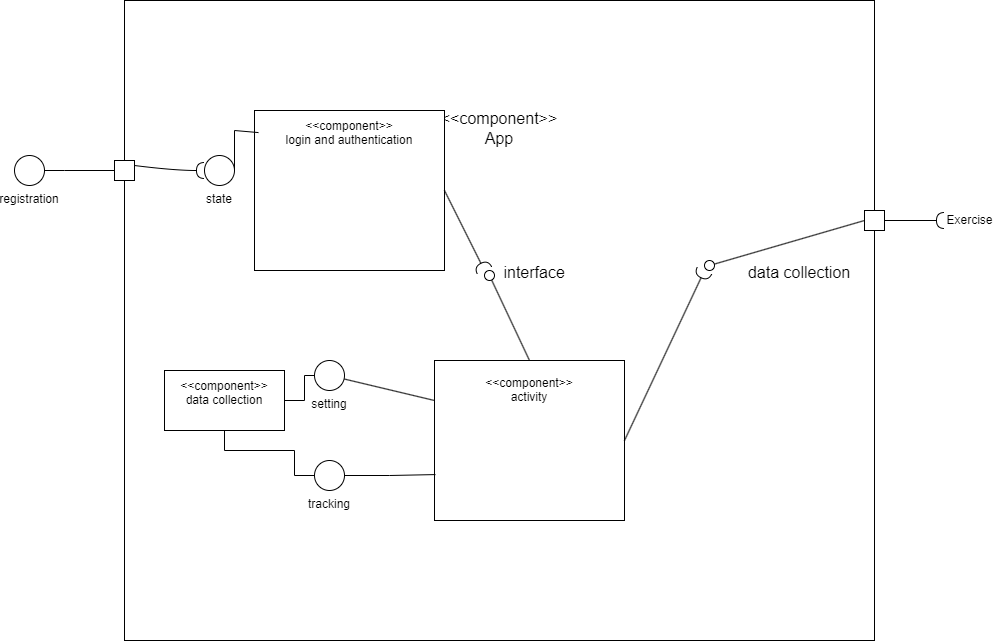 <<component>>
login and authentication
<<component>>
App
registration
state
Exercise
interface
data collection
<<component>>
data collection
setting
<<component>>
activity
tracking